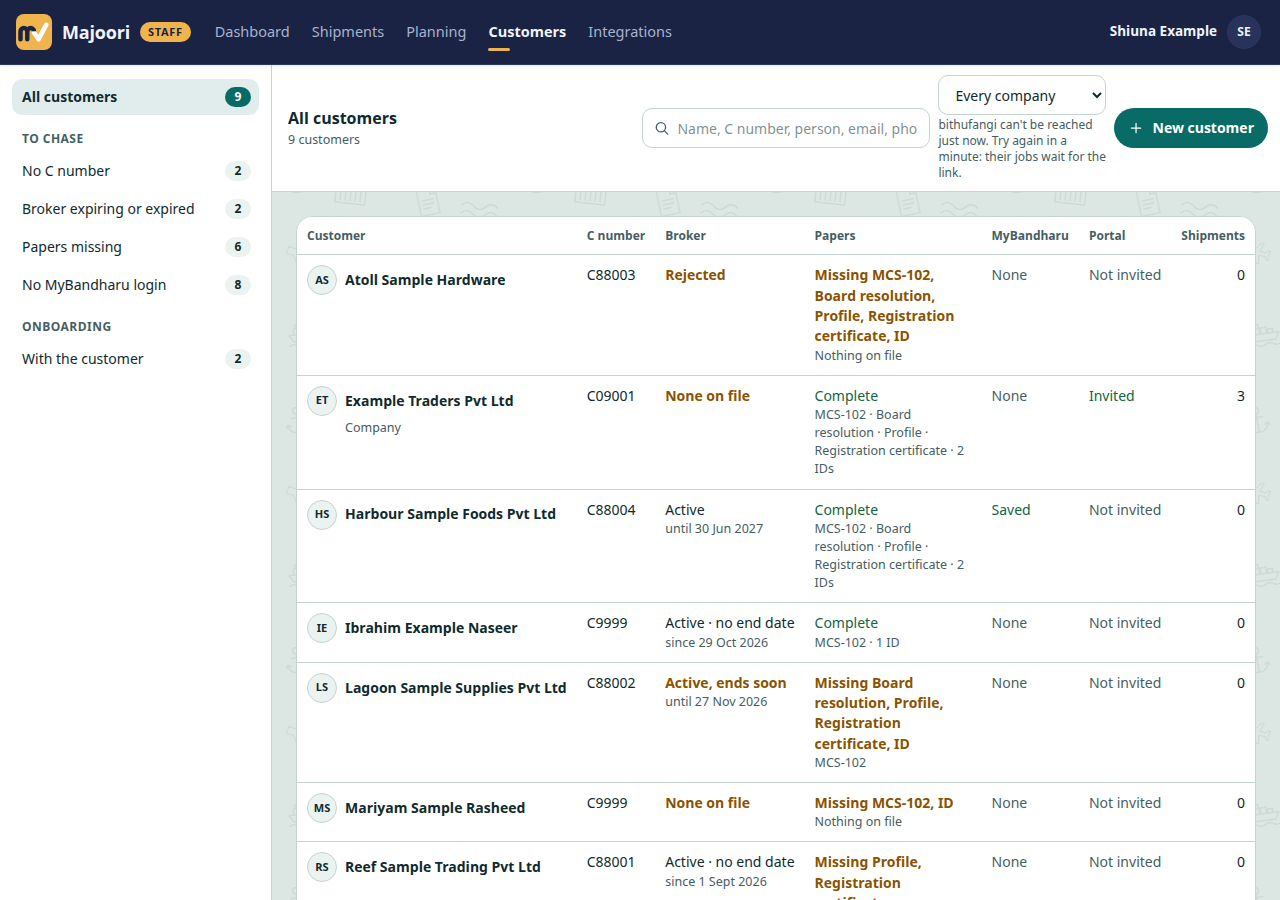 Majoori STAFF Dashboard Shipments Planning Customers Integrations Shiuna Example SE
All customers 9
TO CHASE
No C number 2
Broker expiring or expired 2
Papers missing 6
No MyBandharu login 8
ONBOARDING
With the customer 2
All customers
9 customers
Name, C number, person, email, pho
Every company
bithufangi can't be reached
just now. Try again in a
minute: their jobs wait for the
link.
+ New customer
Customer C number Broker Papers MyBandharu Portal Shipments
AS Atoll Sample Hardware C88003 Rejected Missing MCS-102, None Not invited 0
Board resolution,
Profile, Registration
certificate, ID
Nothing on file
ET Example Traders Pvt Ltd C09001 None on file Complete None Invited 3
Company
MCS-102 · Board
resolution · Profile ·
Registration certificate · 2
IDs
HS Harbour Sample Foods Pvt Ltd C88004 Active Complete Saved Not invited 0
until 30 Jun 2027
MCS-102 · Board
resolution · Profile ·
Registration certificate · 2
IDs
IE Ibrahim Example Naseer C9999 Active · no end date Complete None Not invited 0
since 29 Oct 2026 MCS-102 · 1 ID
LS Lagoon Sample Supplies Pvt Ltd C88002 Active, ends soon Missing Board None Not invited 0
until 27 Nov 2026
resolution, Profile,
Registration
certificate, ID
MCS-102
MS Mariyam Sample Rasheed C9999 None on file Missing MCS-102, ID None Not invited 0
Nothing on file
RS Reef Sample Trading Pvt Ltd C88001 Active · no end date Missing Profile, None Not invited 0
since 1 Sept 2026 Registration